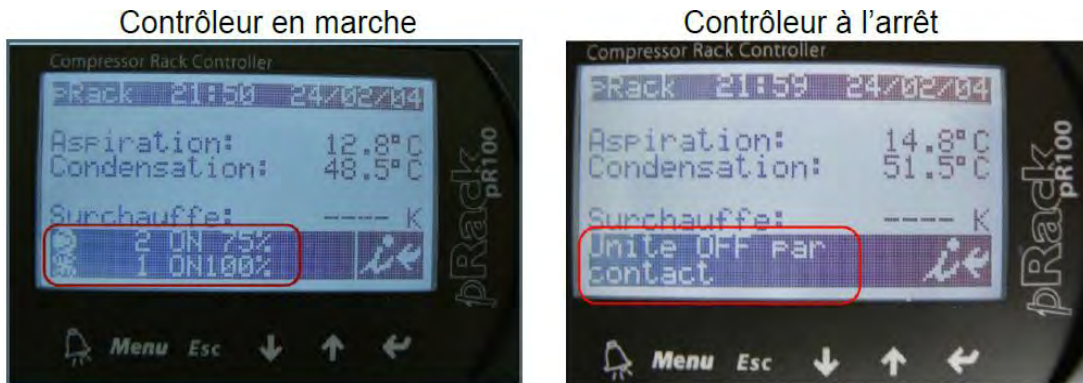 Contrôleur en marche
Compressor Rack Controller
pRack 21:50 24/02/04
Aspiration: 12.8°C
Condensation: 48.5°C
Surchauffe: ---- K
2 ON 75%
1 ON100%
Menu Esc
pRack pR100
Contrôleur à l'arrêt
Compressor Rack Controller
pRack 21:59 24/02/04
Aspiration: 14.8°C
Condensation: 51.5°C
Surchauffe: ---- K
Unite OFF par
contact
Menu Esc
pRack pR100